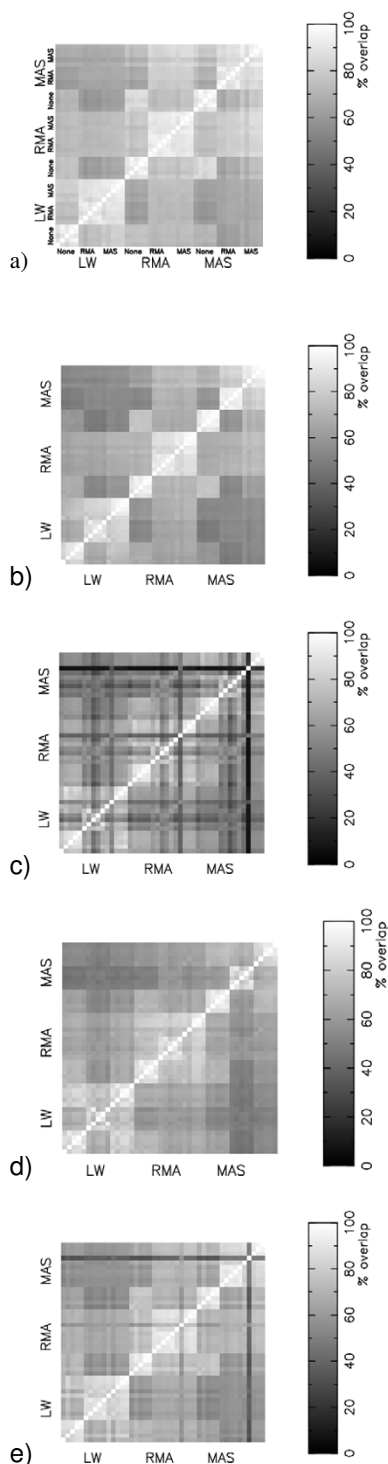 100
80
60
40
20
0
% overlap
MAS
RMA
LW
MAS
RMA
None
MAS
RMA
None
MAS
RMA
None
None RMA MAS None RMA MAS None RMA MAS
LW RMA MAS
a)
100
80
60
40
20
0
% overlap
MAS
RMA
LW
LW RMA MAS
b)
100
80
60
40
20
0
% overlap
MAS
RMA
LW
LW RMA MAS
c)
100
80
60
40
20
0
% overlap
MAS
RMA
LW
LW RMA MAS
d)
100
80
60
40
20
0
% overlap
MAS
RMA
LW
LW RMA MAS
e)